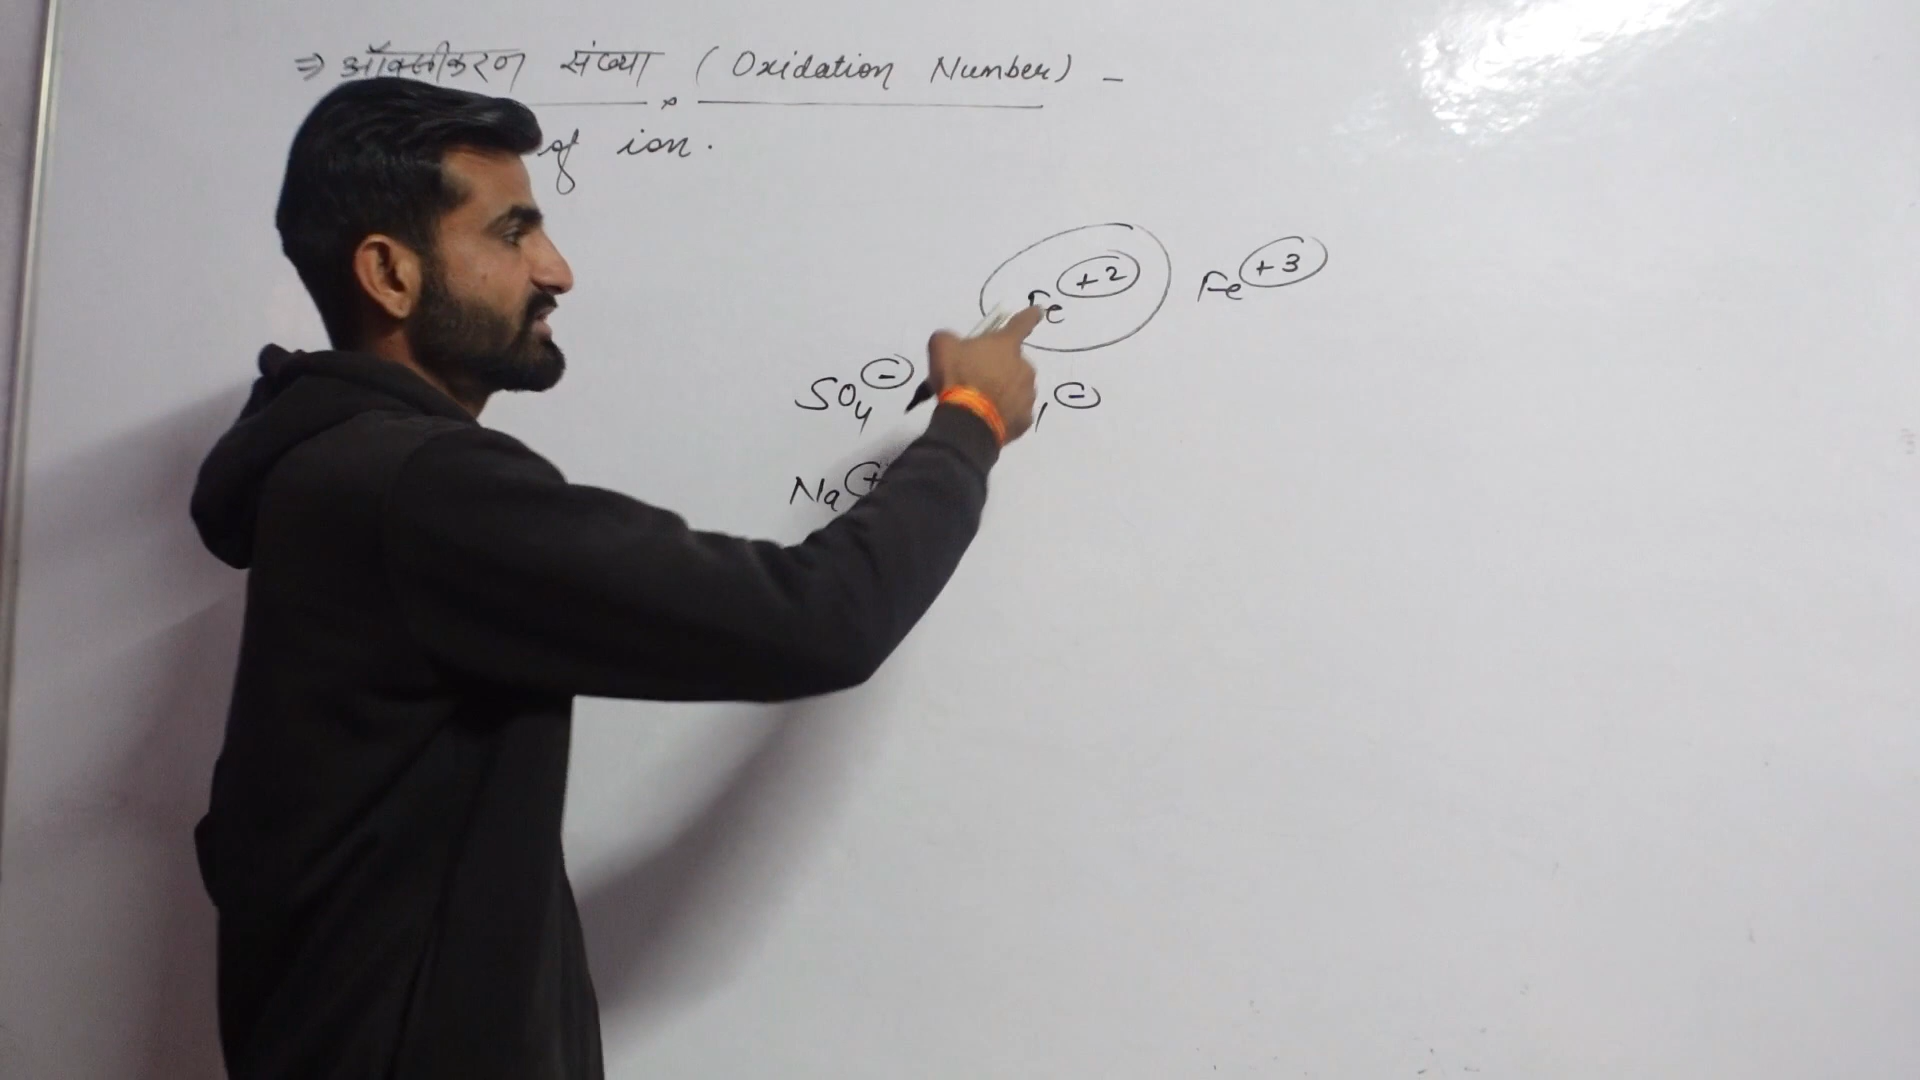 ⇒ ऑक्सीकरण संख्या (Oxidation Number) -
of ion.
Fe+2 Fe+3
SO4- -
Na+